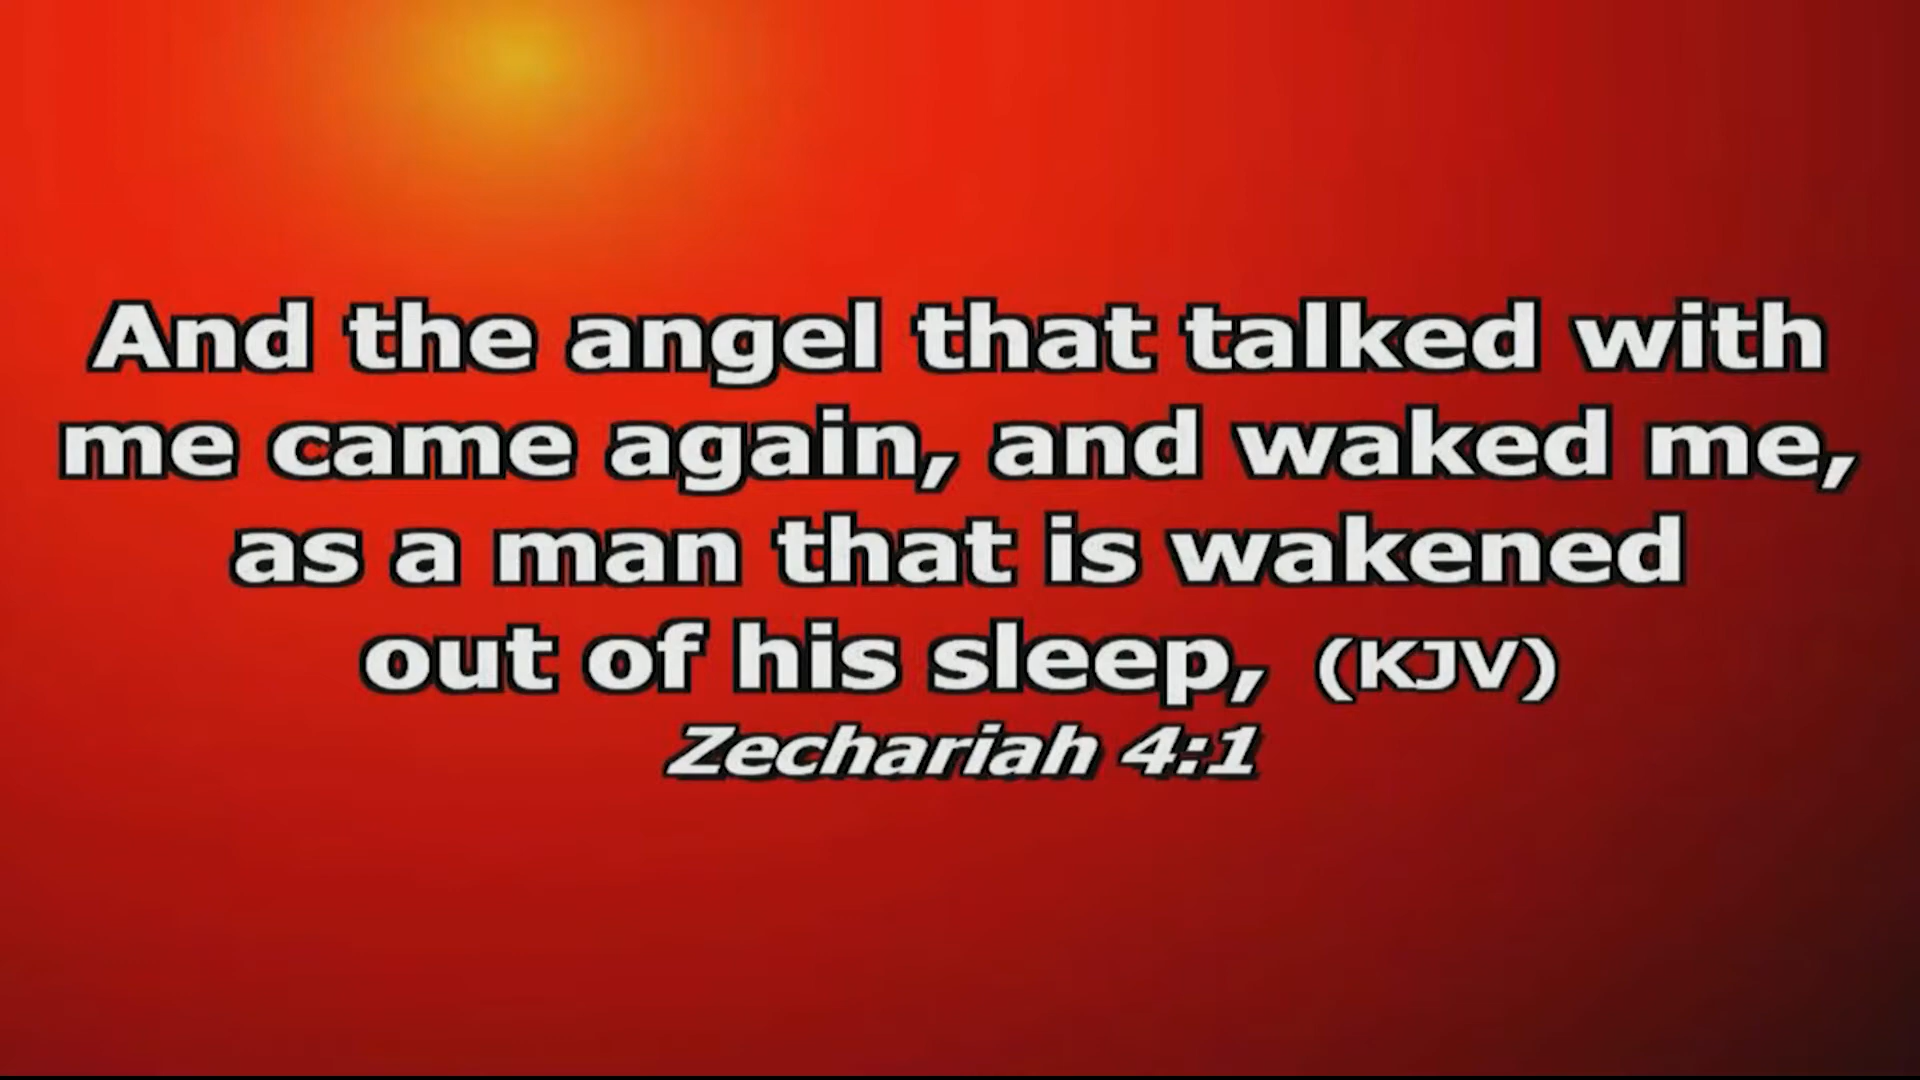 And the angel that talked with
me came again, and waked me,
as a man that is wakened
out of his sleep, (KJV)
Zechariah 4:1